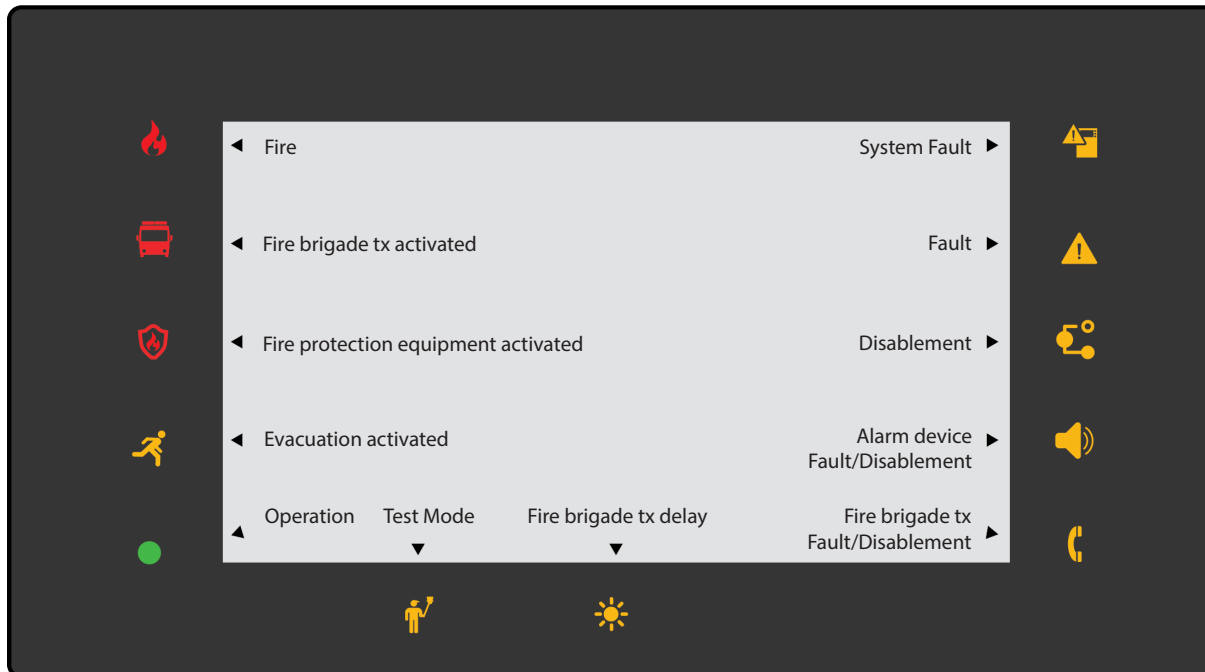 Fire
System Fault
Fire brigade tx activated
Fault
Fire protection equipment activated
Disablement
Evacuation activated
Alarm device
Fault/Disablement
Operation
Test Mode
Fire brigade tx delay
Fire brigade tx
Fault/Disablement